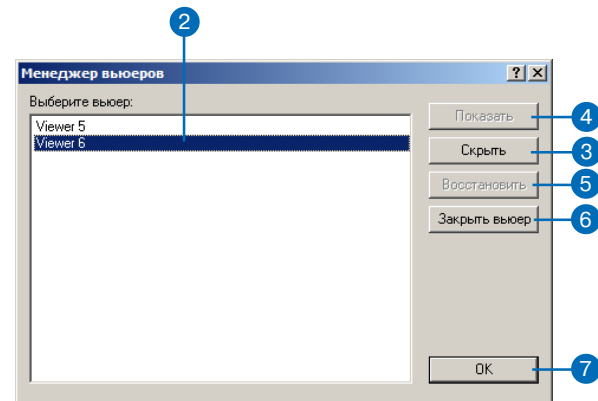 2
Менеджер вьюеров
Выберите вьюер:
Viewer 5
Viewer 6
Показать 4
Скрыть 3
Восстановить 5
Закрыть вьюер 6
OK 7